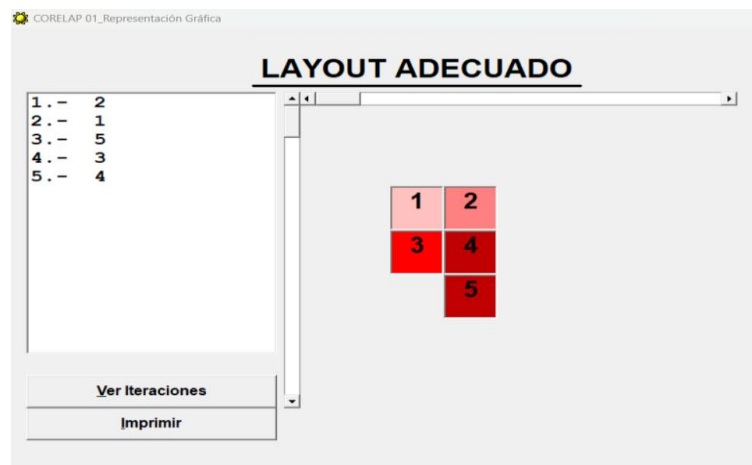 CORELAP 01_Representación Gráfica
LAYOUT ADECUADO
1.- 2
2.- 1
3.- 5
4.- 3
5.- 4
1 2
3 4
5
Ver Iteraciones
Imprimir